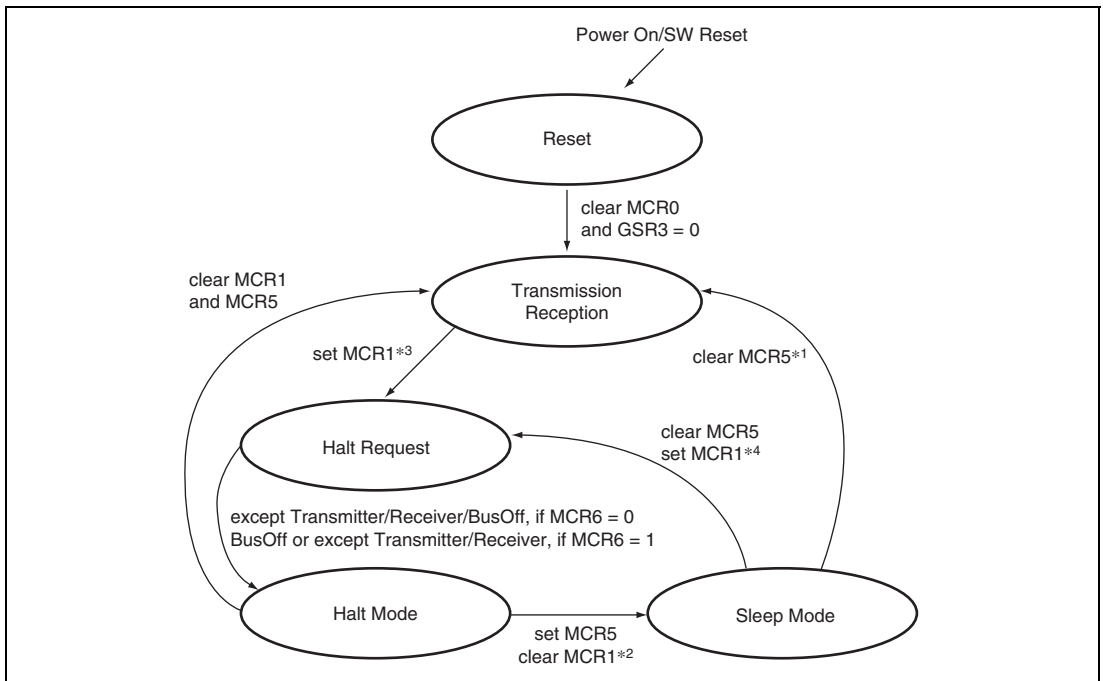 Power On/SW Reset
Reset
clear MCR0
and GSR3 = 0
clear MCR1
and MCR5
Transmission
Reception
set MCR1*3
clear MCR5*1
Halt Request
clear MCR5
set MCR1*4
except Transmitter/Receiver/BusOff, if MCR6 = 0
BusOff or except Transmitter/Receiver, if MCR6 = 1
Halt Mode
Sleep Mode
set MCR5
clear MCR1*2